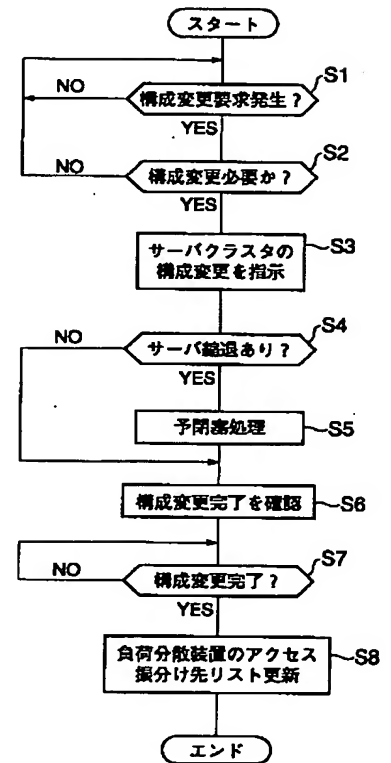 スタート
S1
構成変更要求発生?
NO
YES
S2
構成変更必要か?
NO
YES
S3
サーバクラスタの
構成変更を指示
S4
サーバ縮退あり?
NO
YES
予閉塞処理
S5
構成変更完了を確認
S6
S7
構成変更完了?
NO
YES
負荷分散装置のアクセス
振分け先リスト更新
S8
エンド